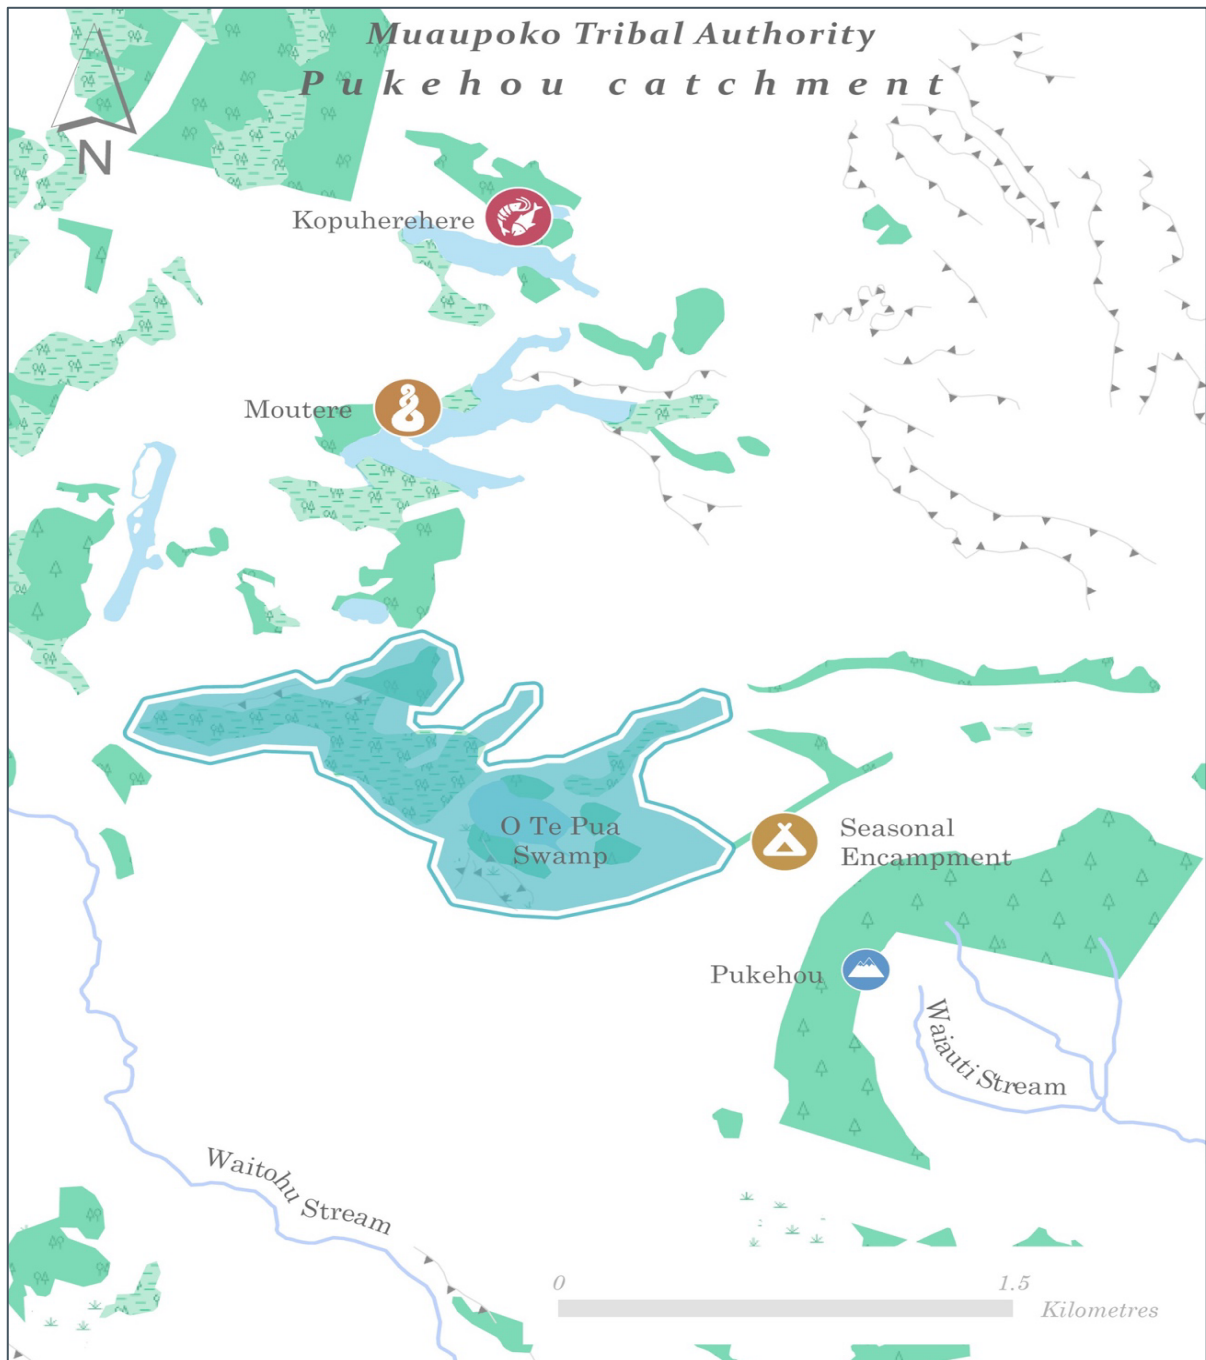 Muaupoko Tribal Authority
Pukehou catchment
N
Kopuherehere
Moutere
O Te Pua
Swamp
Seasonal
Encampment
Pukehou
Waiauti Stream
Waitohu Stream
0 1.5
Kilometres